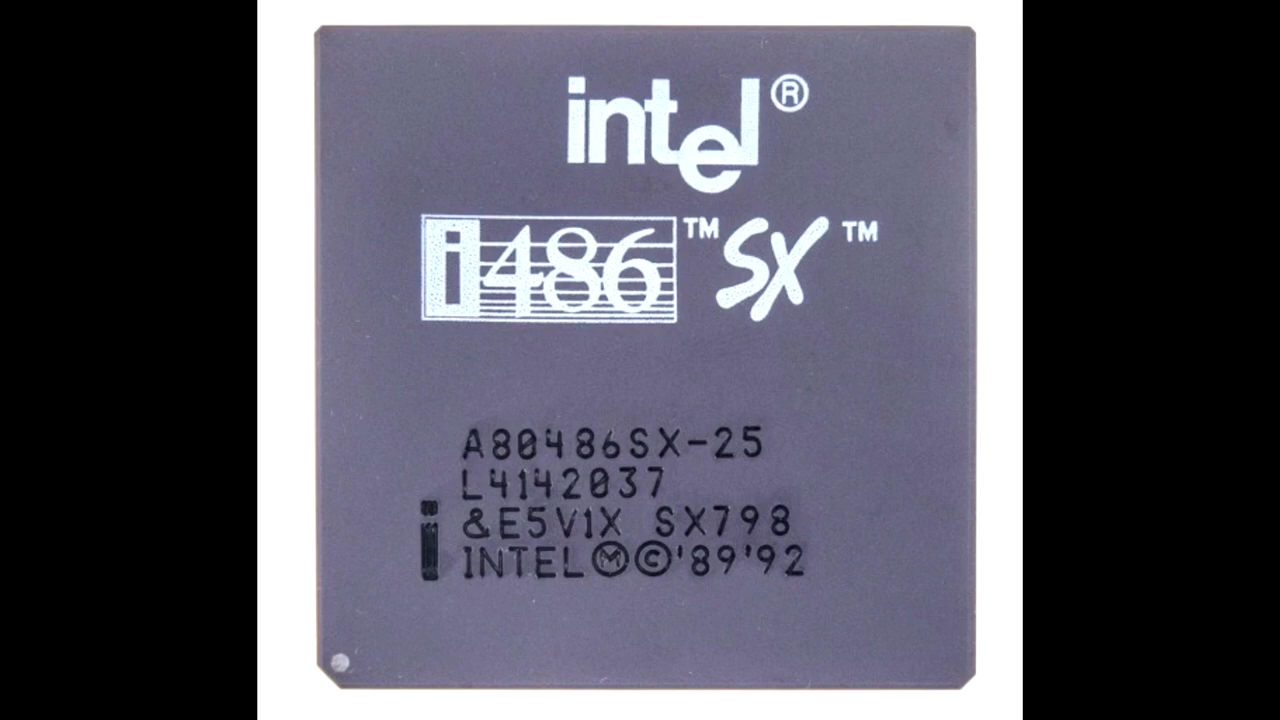 intel®
i486™ SX™
A80486SX-25
L4142037
i &E5V1X SX798
INTEL Ⓜ©'89'92